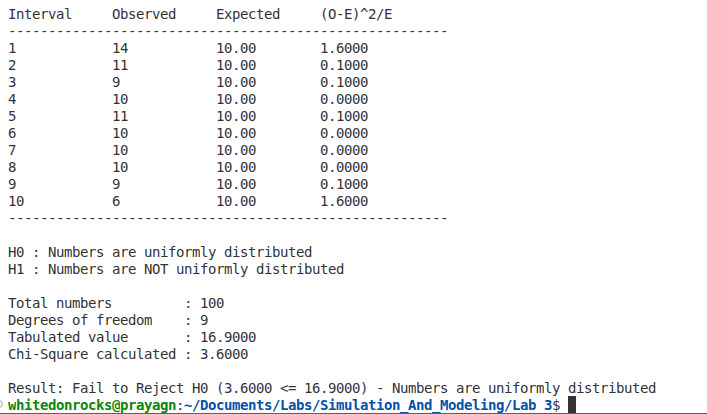 Interval     Observed     Expected     (O-E)^2/E
-------------------------------------------------------
1            14           10.00        1.6000
2            11           10.00        0.1000
3            9            10.00        0.1000
4            10           10.00        0.0000
5            11           10.00        0.1000
6            10           10.00        0.0000
7            10           10.00        0.0000
8            10           10.00        0.0000
9            9            10.00        0.1000
10           6            10.00        1.6000
-------------------------------------------------------
H0 : Numbers are uniformly distributed
H1 : Numbers are NOT uniformly distributed
Total numbers         : 100
Degrees of freedom    : 9
Tabulated value       : 16.9000
Chi-Square calculated : 3.6000
Result: Fail to Reject H0 (3.6000 <= 16.9000) - Numbers are uniformly distributed
whitedonrocks@prayagn:~/Documents/Labs/Simulation_And_Modeling/Lab 3$